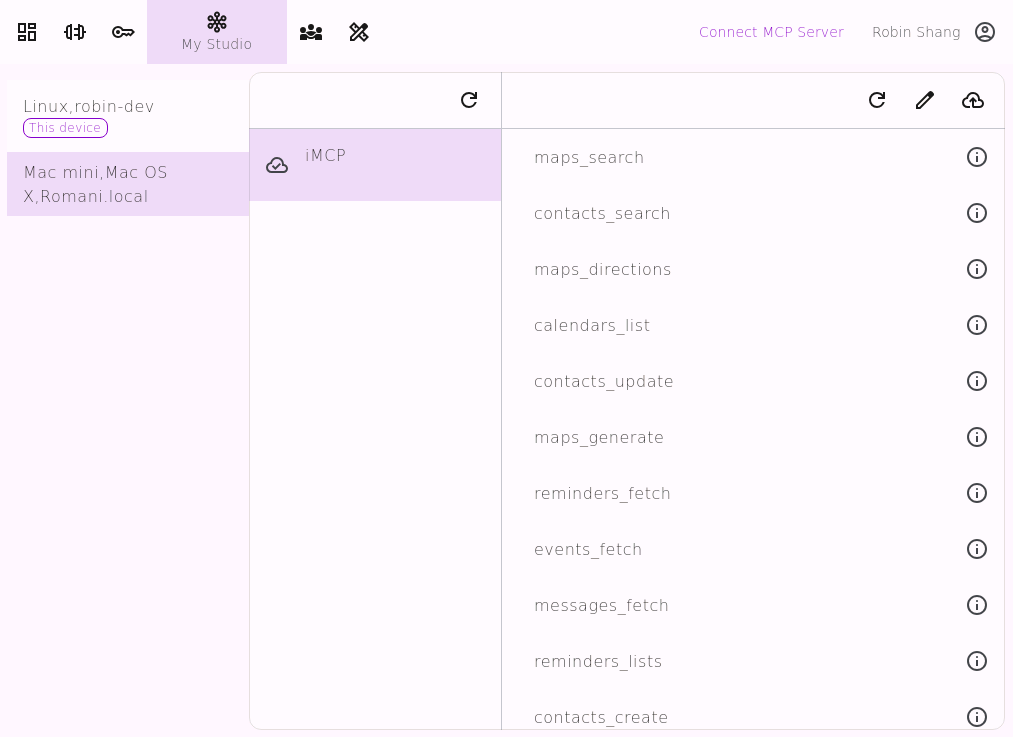 My Studio
Connect MCP Server
Robin Shang
Linux,robin-dev
This device
Mac mini,Mac OS
X,Romani.local
iMCP
maps_search
contacts_search
maps_directions
calendars_list
contacts_update
maps_generate
reminders_fetch
events_fetch
messages_fetch
reminders_lists
contacts_create